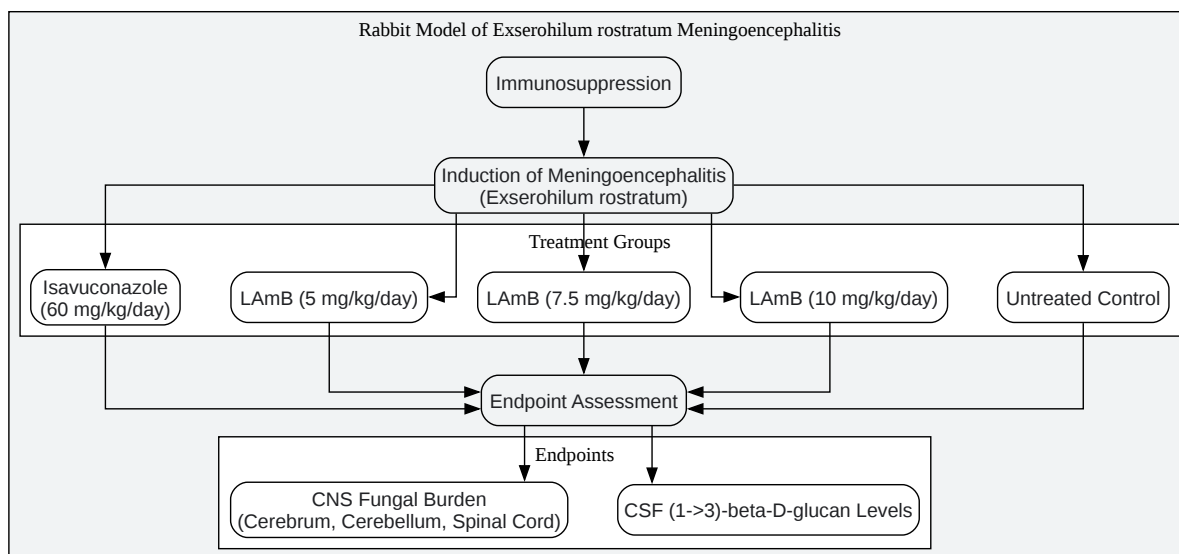 Rabbit Model of Exserohilum rostratum Meningoencephalitis
Immunosuppression
Induction of Meningoencephalitis
(Exserohilum rostratum)
Treatment Groups
Isavuconazole
(60 mg/kg/day)
LAmB (5 mg/kg/day)
LAmB (7.5 mg/kg/day)
LAmB (10 mg/kg/day)
Untreated Control
Endpoint Assessment
Endpoints
CNS Fungal Burden
(Cerebrum, Cerebellum, Spinal Cord)
CSF (1->3)-beta-D-glucan Levels